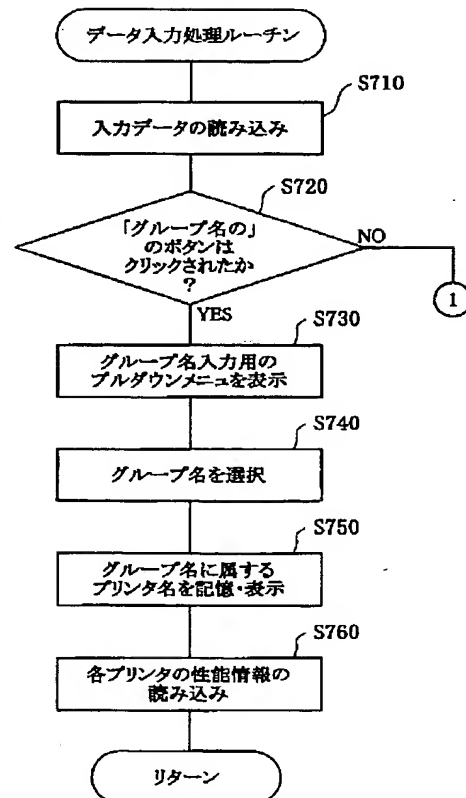 データ入力処理ルーチン
S710
入力データの読み込み
S720
「グループ名の」
のボタンは
クリックされたか
?
NO
1
YES
S730
グループ名入力用の
プルダウンメニュを表示
S740
グループ名を選択
S750
グループ名に属する
プリンタ名を記憶・表示
S760
各プリンタの性能情報の
読み込み
リターン